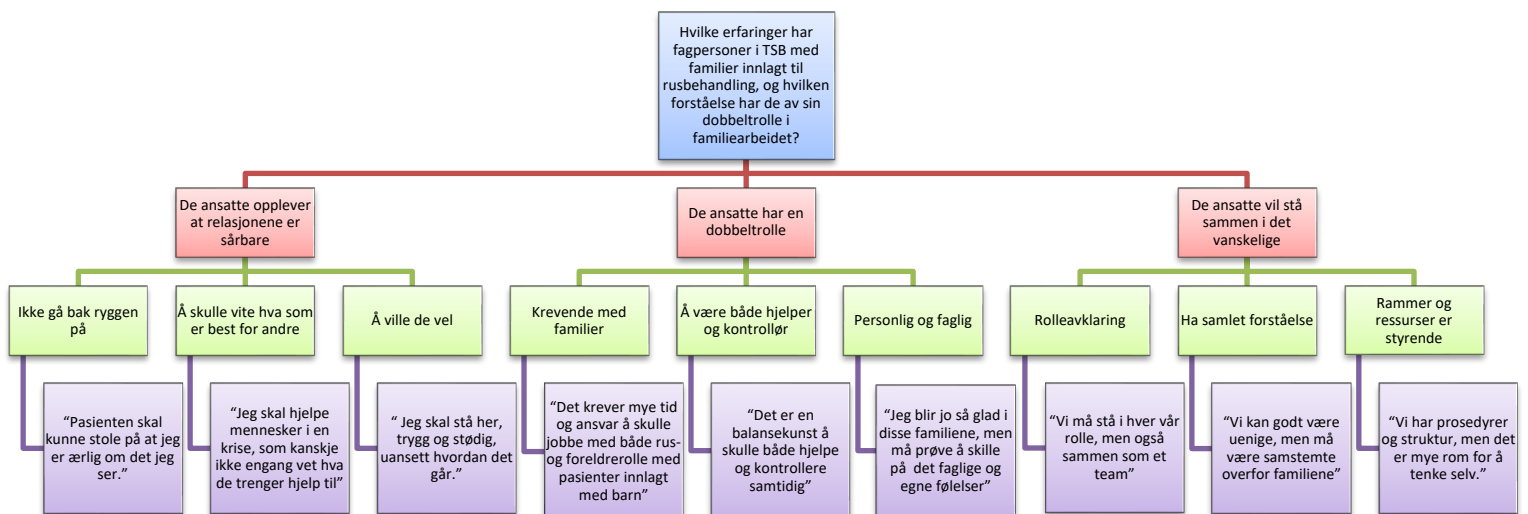 Hvilke erfaringer har
fagpersoner i TSB med
familier innlagt til
rusbehandling, og hvilken
forståelse har de av sin
dobbeltrolle i
familiearbeidet?
De ansatte opplever
at relasjonene er
sårbare
De ansatte har en
dobbeltrolle
De ansatte vil stå
sammen i det
vanskelige
Ikke gå bak ryggen
på
Å skulle vite hva som
er best for andre
Å ville de vel
Krevende med
familier
Å være både hjelper
og kontrollør
Personlig og faglig
Rolleavklaring
Ha samlet forståelse
Rammer og
ressurser er
styrende
“Pasienten skal
kunne stole på at jeg
er ærlig om det jeg
ser.”
“Jeg skal hjelpe
mennesker i en
krise, som kanskje
ikke engang vet hva
de trenger hjelp til”
“ Jeg skal stå her,
trygg og stødig,
uansett hvordan det
går.
“Det krever mye tid
og ansvar å skulle
jobbe med både rus-
og foreldrerolle med
pasienter innlagt
med barn”
“Det er en
balansekunst å
skulle både hjelpe
og kontrollere
samtidig”
“Jeg blir jo så glad i
disse familiene, men
må prøve å skille
på det faglige og
egne følelser”
“Vi må stå i hver vår
rolle, men også
sammen som et
team”
“Vi kan godt være
uenige, men må
være samstemte
overfor familiene”
“Vi har prosedyrer
og struktur, men det
er mye rom for å
tenke selv.”